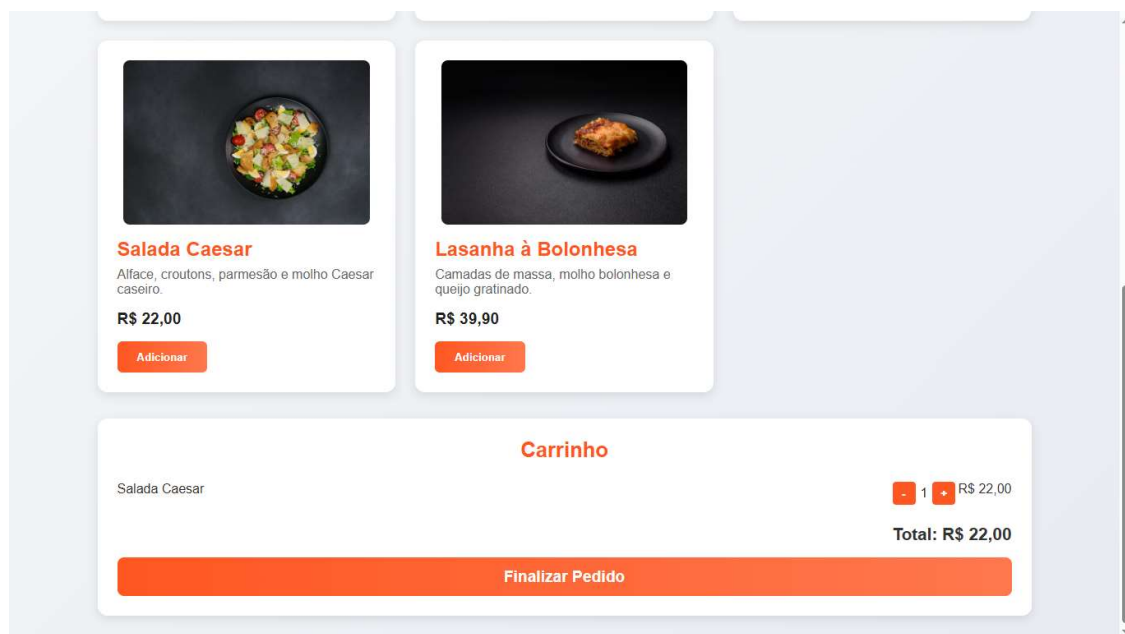 Salada Caesar
Alface, croutons, parmesão e molho Caesar
caseiro.
R$ 22,00
Adicionar
Lasanha à Bolonhesa
Camadas de massa, molho bolonhesa e
queijo gratinado.
R$ 39,90
Adicionar
Carrinho
Salada Caesar - 1 + R$ 22,00
Total: R$ 22,00
Finalizar Pedido